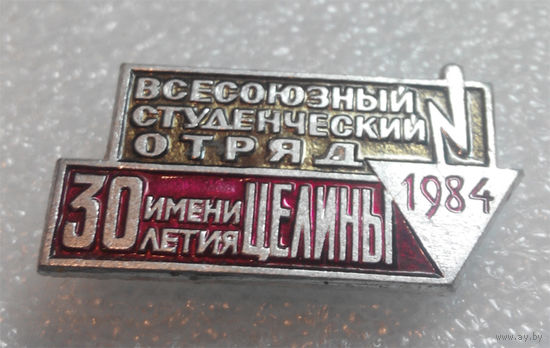 ВСЕСОЮЗНЫЙ
СТУДЕНЧЕСКИЙ
ОТРЯД
1984
30 ИМЕНИ ЛЕТИЯ ЦЕЛИНЫ
www.ay.by